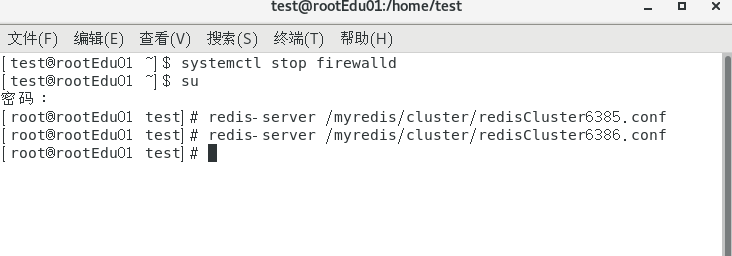 test@rootEdu01:/home/test
文件(F) 编辑(E) 查看(V) 搜索(S) 终端(T) 帮助(H)
[test@rootEdu01 ~]$ systemctl stop firewalld
[test@rootEdu01 ~]$ su
密码：
[root@rootEdu01 test]# redis-server /myredis/cluster/redisCluster6385.conf
[root@rootEdu01 test]# redis-server /myredis/cluster/redisCluster6386.conf
[root@rootEdu01 test]#